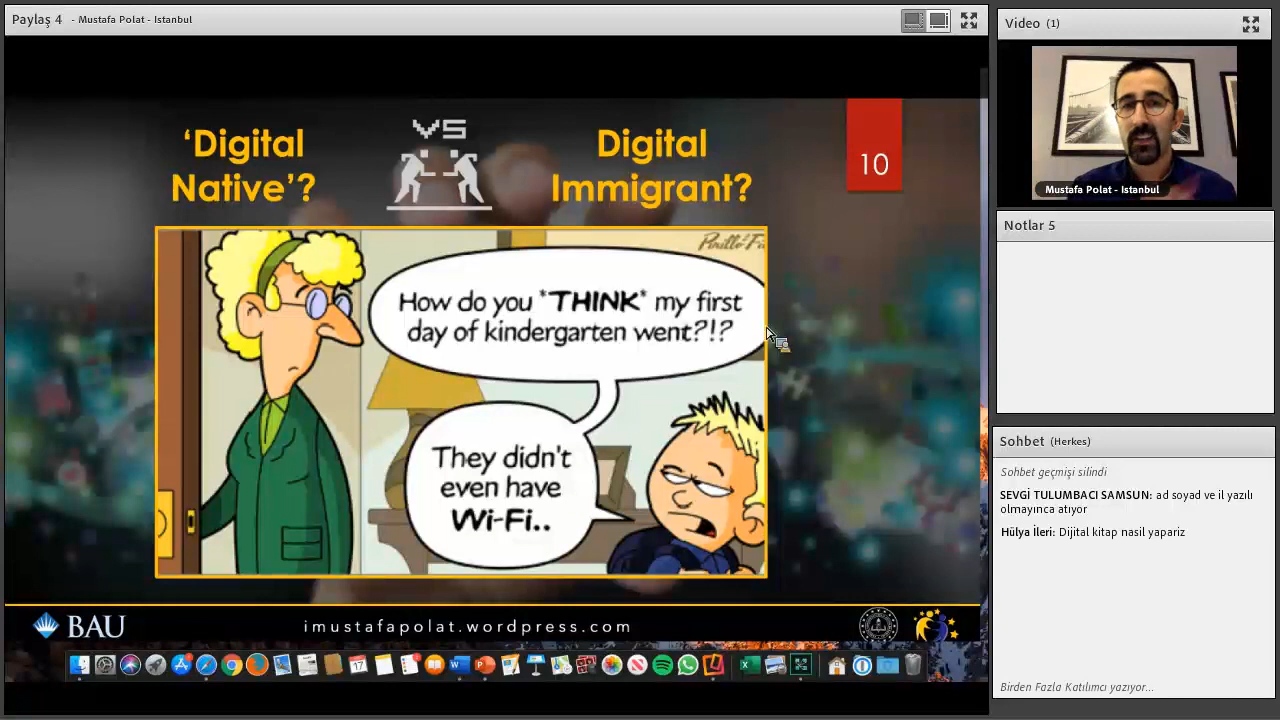 Paylaş 4 - Mustafa Polat - Istanbul
‘Digital
Native’?
VS
Digital
Immigrant?
10
How do you *THINK* my first
day of kindergarten went?!?
They didn't
even have
Wi-Fi..
BAU
imustafapolat.wordpress.com
17
Video (1)
Mustafa Polat - Istanbul
Notlar 5
Sohbet (Herkes)
Sohbet geçmişi silindi
SEVGİ TULUMBACI SAMSUN: ad soyad ve il yazılı
olmayınca atıyor
Hülya İleri: Dijital kitap nasil yapariz
Birden Fazla Katılımcı yazıyor...